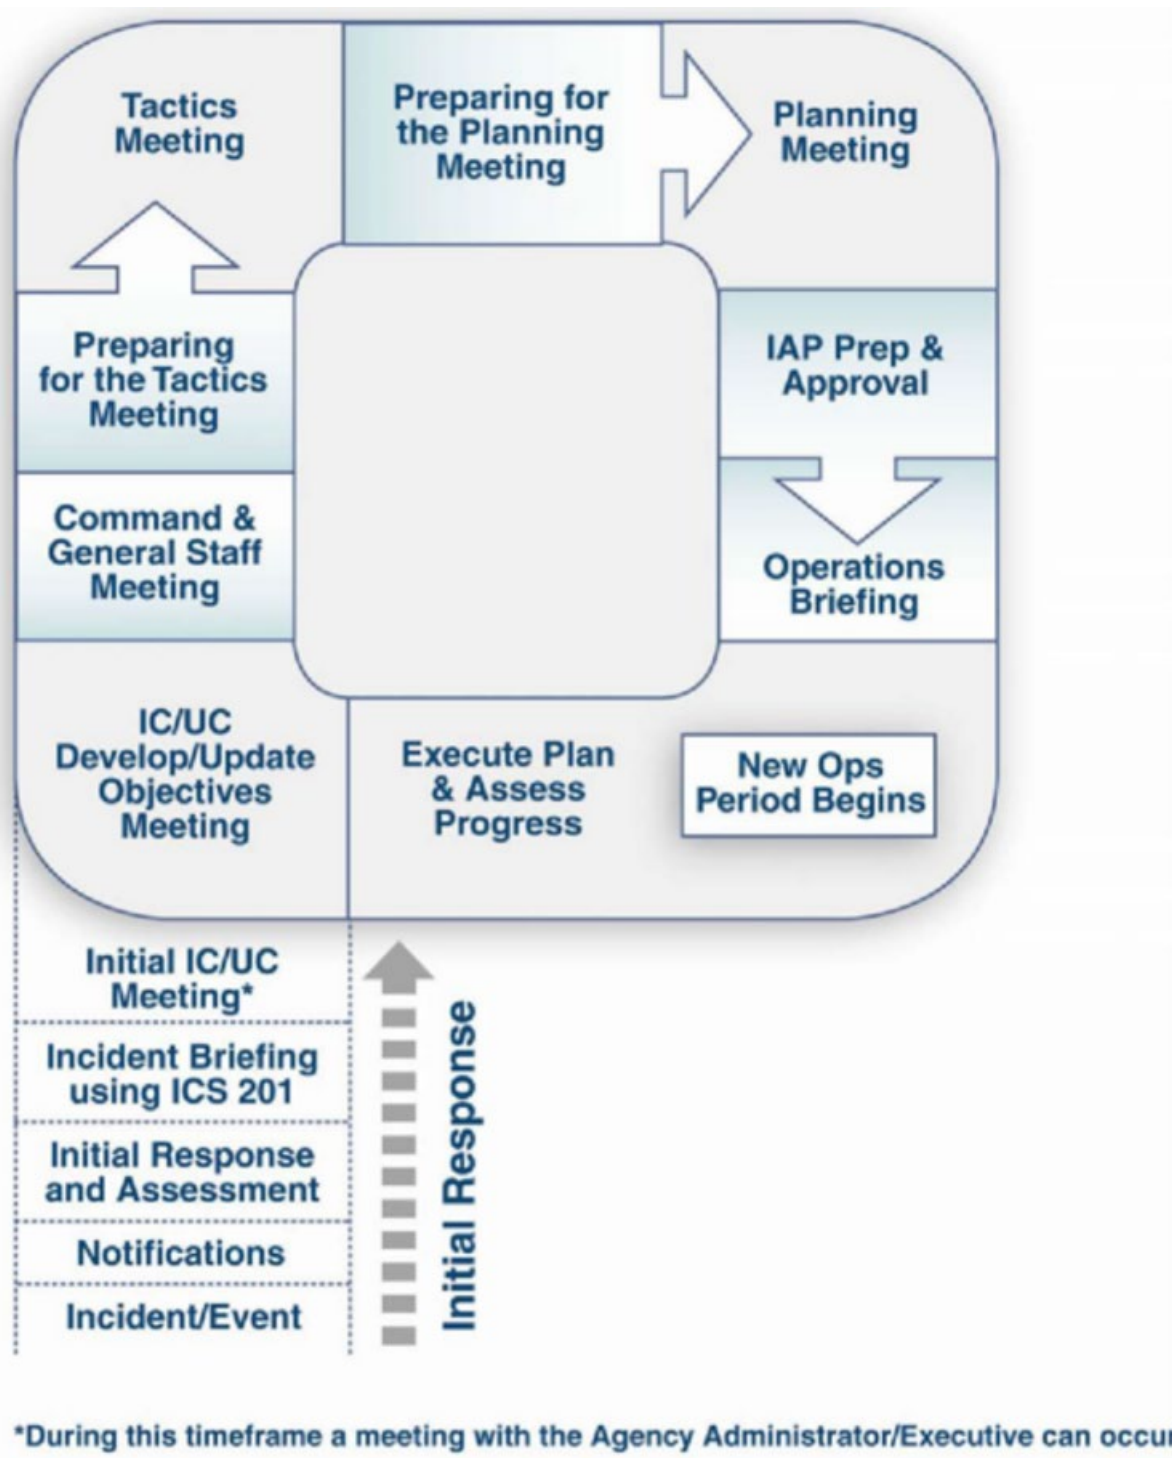 Tactics
Meeting
Preparing for
the Planning
Meeting
Planning
Meeting
Preparing
for the Tactics
Meeting
IAP Prep &
Approval
Command &
General Staff
Meeting
Operations
Briefing
IC/UC
Develop/Update
Objectives
Meeting
Execute Plan
& Assess
Progress
New Ops
Period Begins
Initial IC/UC
Meeting*
Incident Briefing
using ICS 201
Initial Response
and Assessment
Notifications
Incident/Event
Initial Response
*During this timeframe a meeting with the Agency Administrator/Executive can occur